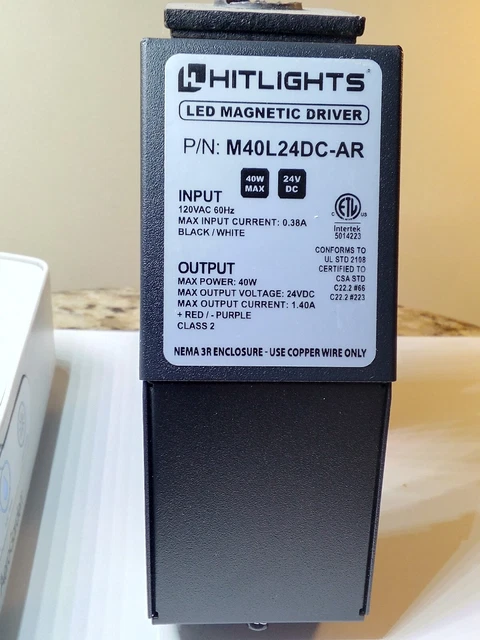 HITLIGHTS
LED MAGNETIC DRIVER
P/N: M40L24DC-AR
40W MAX
24V DC
INPUT
120VAC 60Hz
MAX INPUT CURRENT: 0.38A
BLACK / WHITE
C ETL US
Intertek
5014223
CONFORMS TO
UL STD 2108
CERTIFIED TO
CSA STD
C22.2 #66
C22.2 #223
OUTPUT
MAX POWER: 40W
MAX OUTPUT VOLTAGE: 24VDC
MAX OUTPUT CURRENT: 1.40A
+ RED / - PURPLE
CLASS 2
NEMA 3R ENCLOSURE - USE COPPER WIRE ONLY